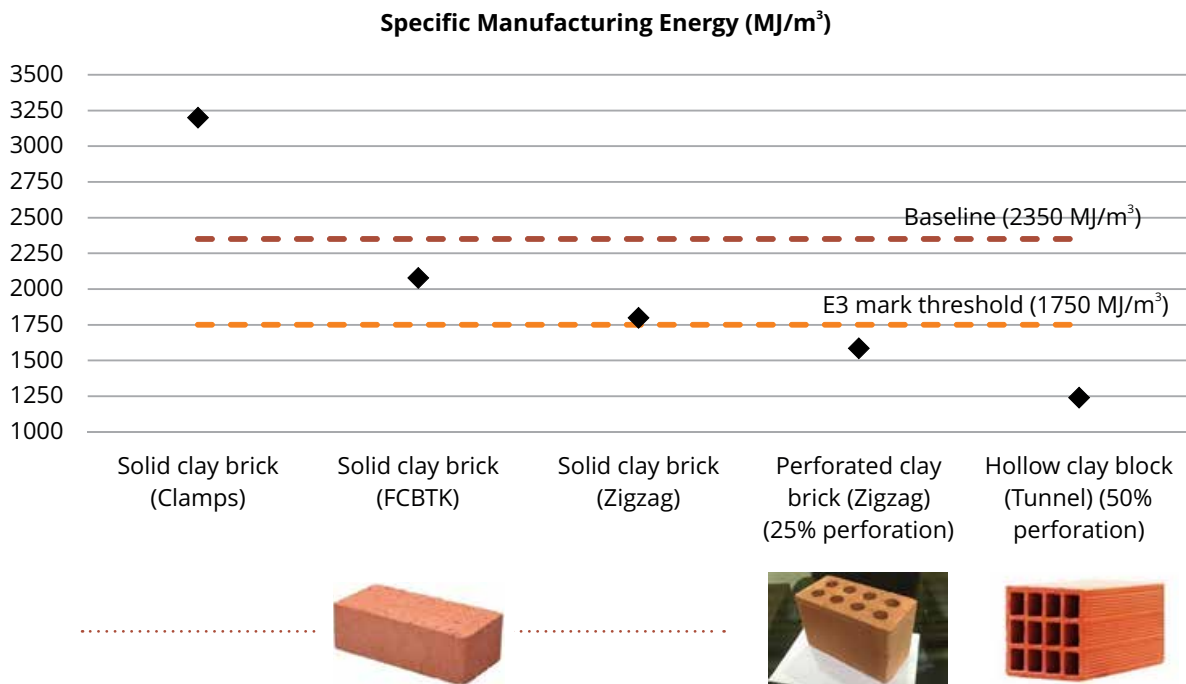 Specific Manufacturing Energy (MJ/m³)
3500
3250
3000
2750
2500
2250
2000
1750
1500
1250
1000
Baseline (2350 MJ/m³)
E3 mark threshold (1750 MJ/m³)
Solid clay brick
(Clamps)
Solid clay brick
(FCBTK)
Solid clay brick
(Zigzag)
Perforated clay
brick (Zigzag)
(25% perforation)
Hollow clay block
(Tunnel) (50%
perforation)